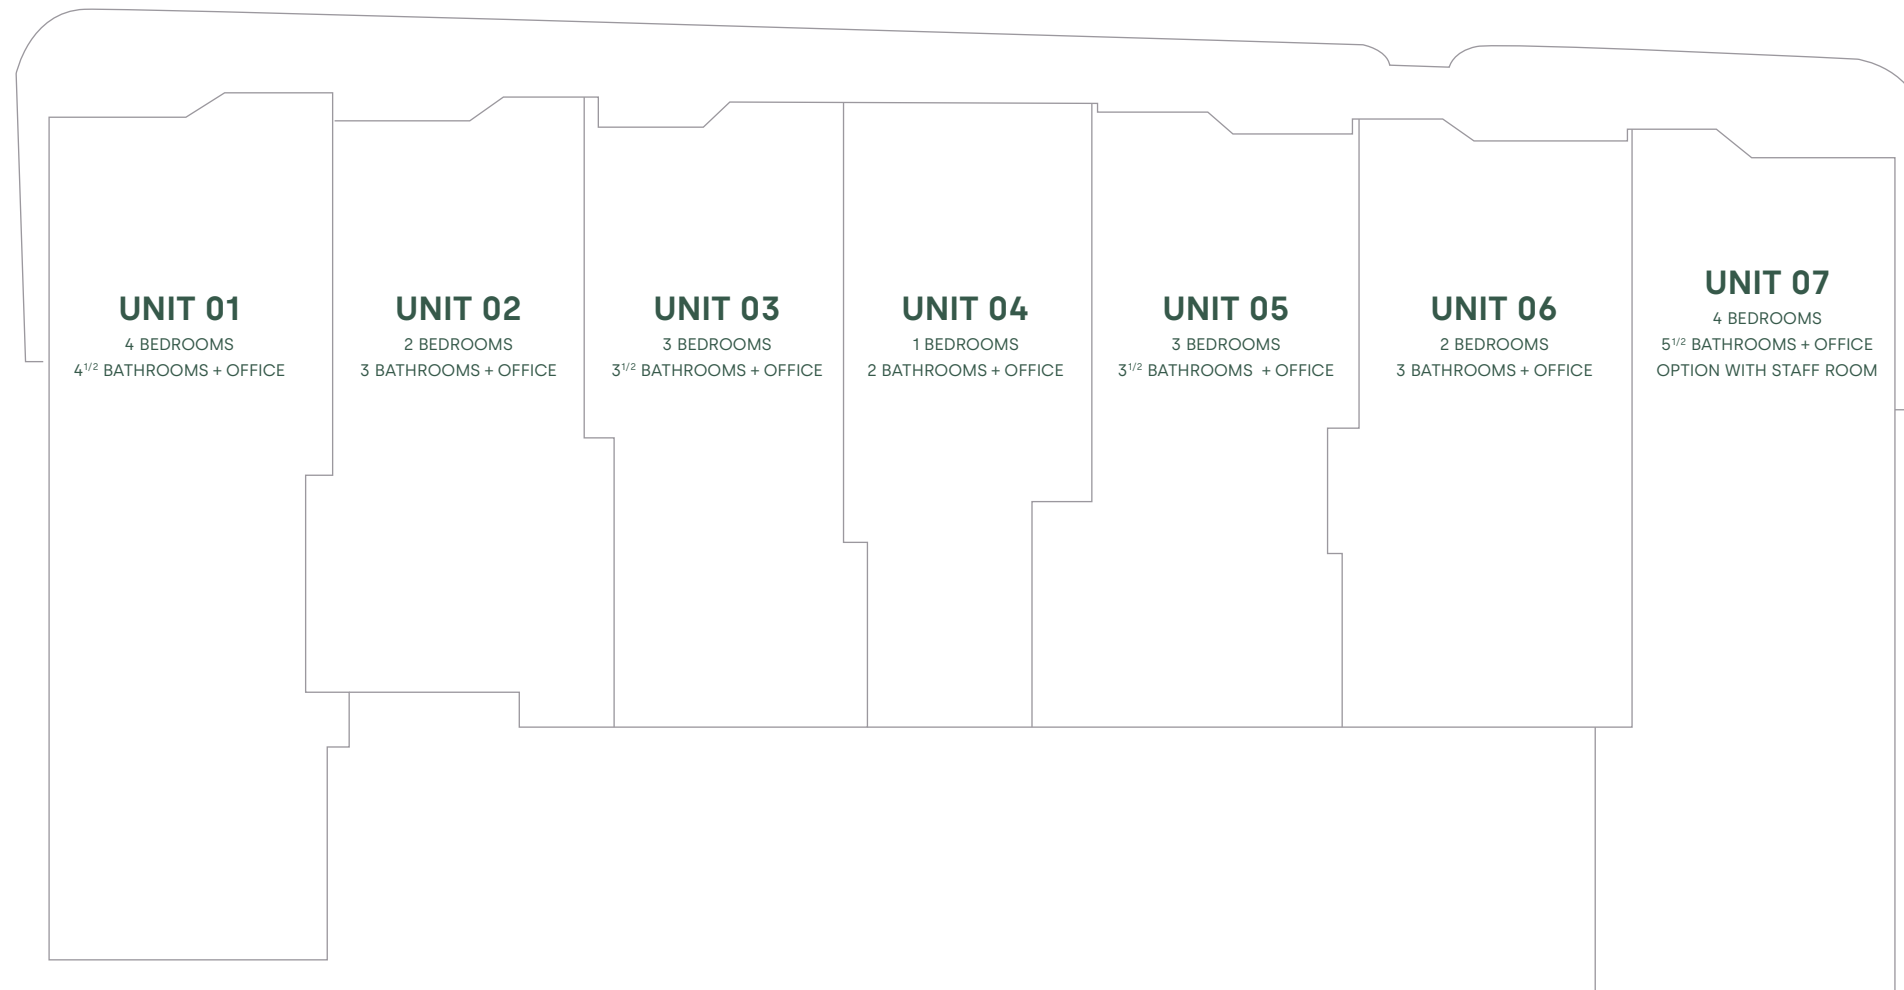 UNIT 01
4 BEDROOMS
4 1/2 BATHROOMS + OFFICE
UNIT 02
2 BEDROOMS
3 BATHROOMS + OFFICE
UNIT 03
3 BEDROOMS
3 1/2 BATHROOMS + OFFICE
UNIT 04
1 BEDROOMS
2 BATHROOMS + OFFICE
UNIT 05
3 BEDROOMS
3 1/2 BATHROOMS + OFFICE
UNIT 06
2 BEDROOMS
3 BATHROOMS + OFFICE
UNIT 07
4 BEDROOMS
5 1/2 BATHROOMS + OFFICE
OPTION WITH STAFF ROOM